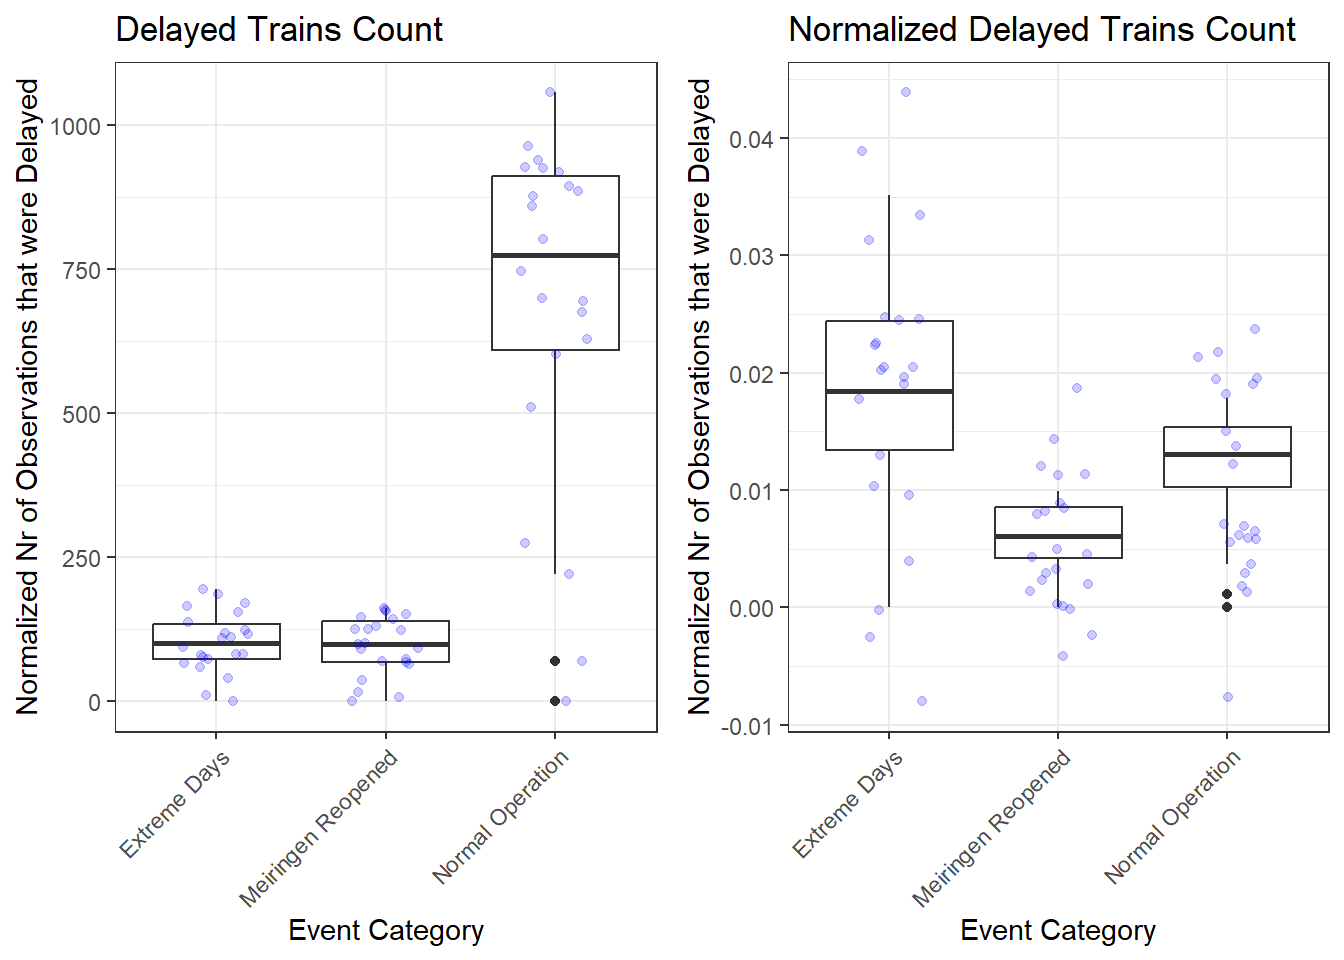 Delayed Trains Count
Normalized Nr of Observations that were Delayed
1000
750
500
250
0
Extreme Days
Meiringen Reopened
Normal Operation
Event Category
Normalized Delayed Trains Count
Normalized Nr of Observations that were Delayed
0.04
0.03
0.02
0.01
0.00
-0.01
Extreme Days
Meiringen Reopened
Normal Operation
Event Category